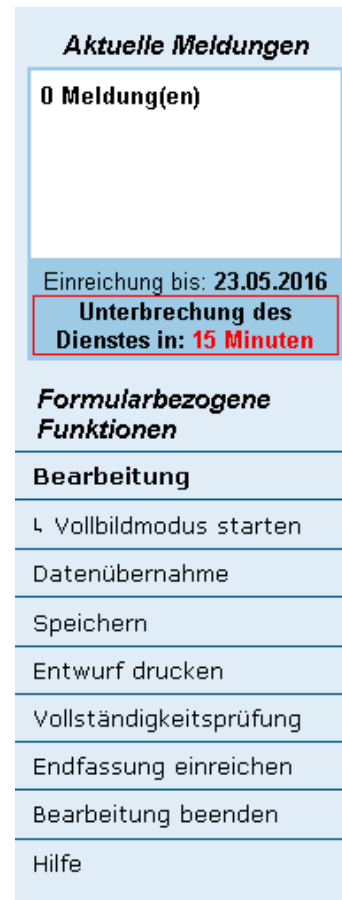 Aktuelle Meldungen
0 Meldung(en)
Einreichung bis: 23.05.2016
Unterbrechung des
Dienstes in: 15 Minuten
Formularbezogene
Funktionen
Bearbeitung
↳ Vollbildmodus starten
Datenübernahme
Speichern
Entwurf drucken
Vollständigkeitsprüfung
Endfassung einreichen
Bearbeitung beenden
Hilfe